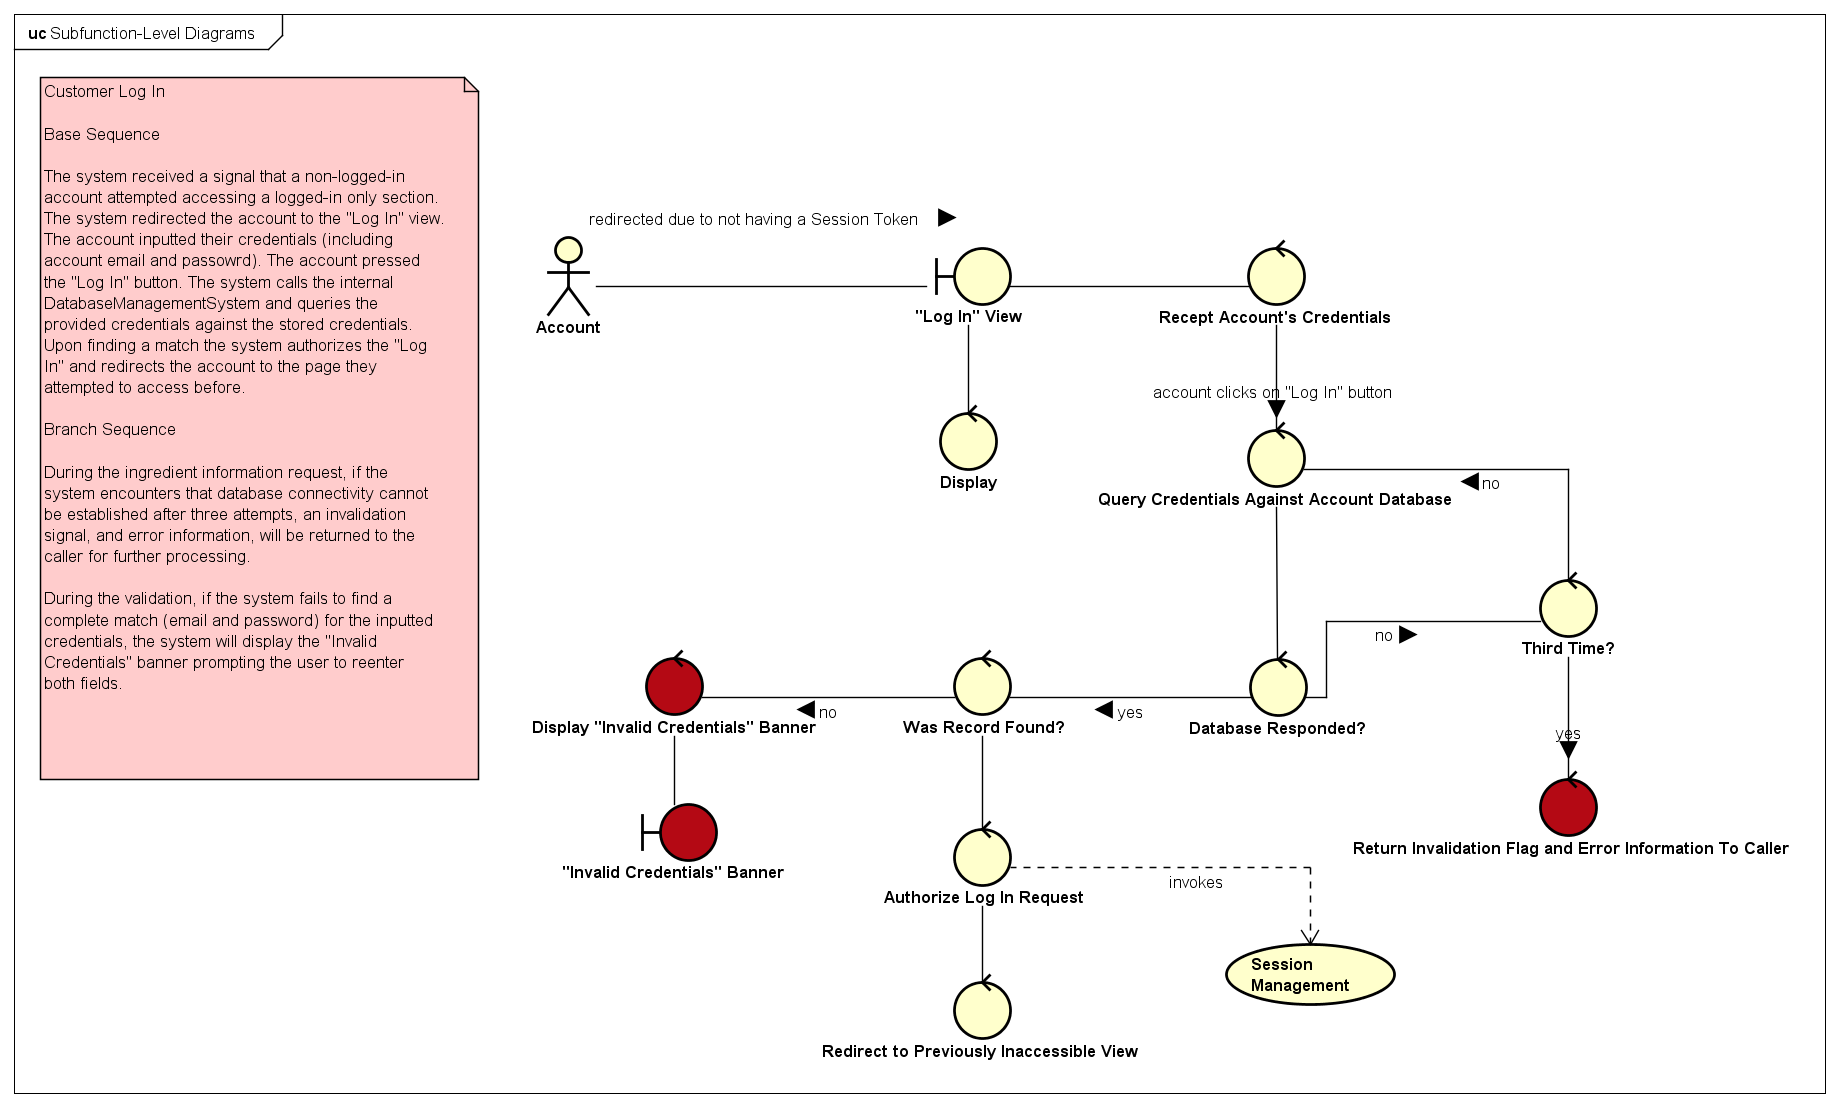 uc Subfunction-Level Diagrams
Customer Log In
Base Sequence
The system received a signal that a non-logged-in
account attempted accessing a logged-in only section.
The system redirected the account to the "Log In" view.
The account inputted their credentials (including
account email and passowrd). The account pressed
the "Log In" button. The system calls the internal
DatabaseManagementSystem and queries the
provided credentials against the stored credentials.
Upon finding a match the system authorizes the "Log
In" and redirects the account to the page they
attempted to access before.
Branch Sequence
During the ingredient information request, if the
system encounters that database connectivity cannot
be established after three attempts, an invalidation
signal, and error information, will be returned to the
caller for further processing.
During the validation, if the system fails to find a
complete match (email and password) for the inputted
credentials, the system will display the "Invalid
Credentials" banner prompting the user to reenter
both fields.
redirected due to not having a Session Token
Account
"Log In" View
Recept Account's Credentials
account clicks on "Log In" button
Display
Query Credentials Against Account Database
no
no
Third Time?
Display "Invalid Credentials" Banner
no
Was Record Found?
yes
Database Responded?
yes
"Invalid Credentials" Banner
Return Invalidation Flag and Error Information To Caller
Authorize Log In Request
invokes
Session
Management
Redirect to Previously Inaccessible View